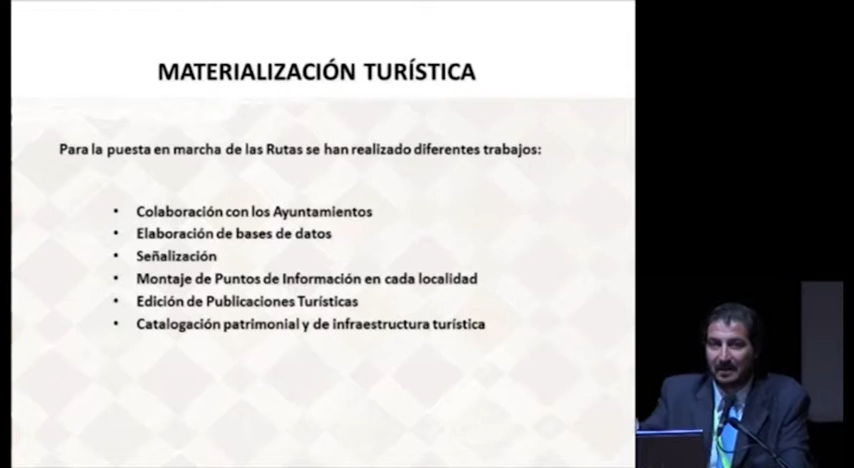 MATERIALIZACIÓN TURÍSTICA
Para la puesta en marcha de las Rutas se han realizado diferentes trabajos:
• Colaboración con los Ayuntamientos
• Elaboración de bases de datos
• Señalización
• Montaje de Puntos de Información en cada localidad
• Edición de Publicaciones Turísticas
• Catalogación patrimonial y de infraestructura turística